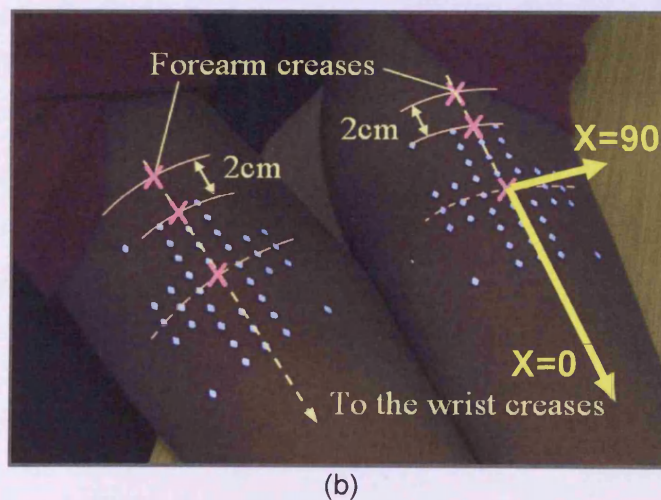 Forearm creases
2cm
2cm
X=90
X=0
To the wrist creases
(b)